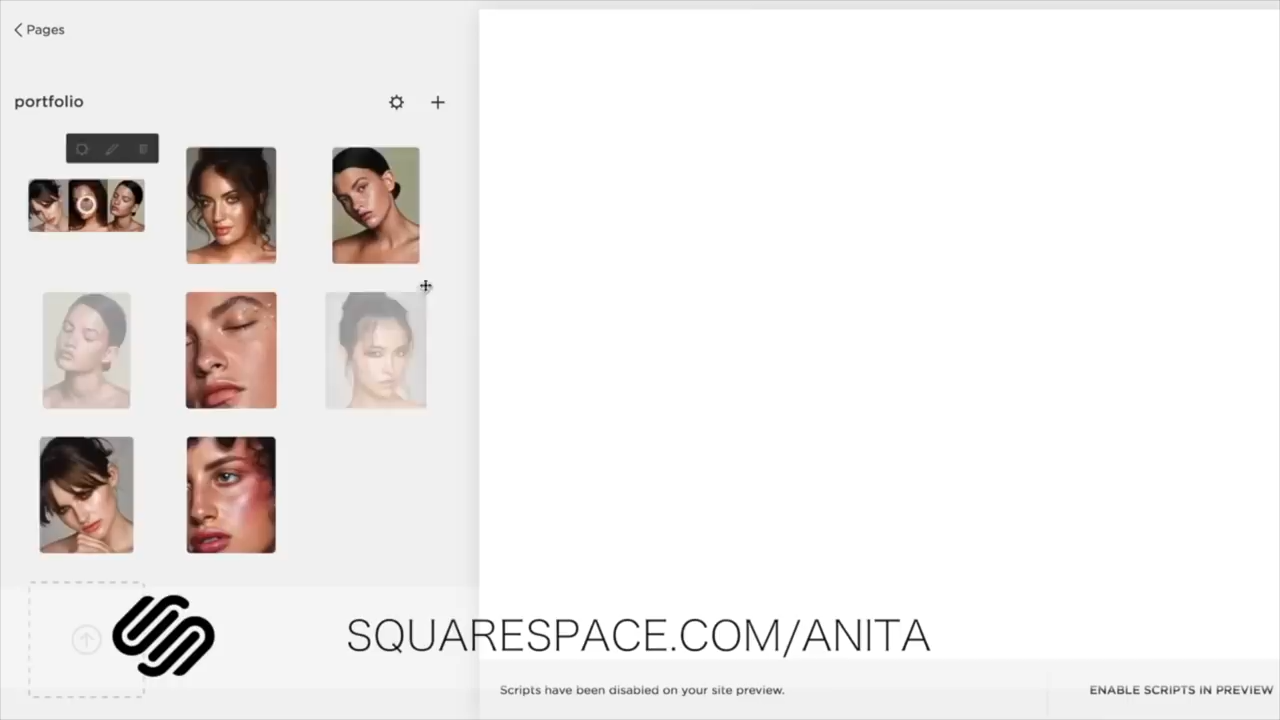 Pages
portfolio
SQUARESPACE.COM/ANITA
Scripts have been disabled on your site preview.
ENABLE SCRIPTS IN PREVIEW